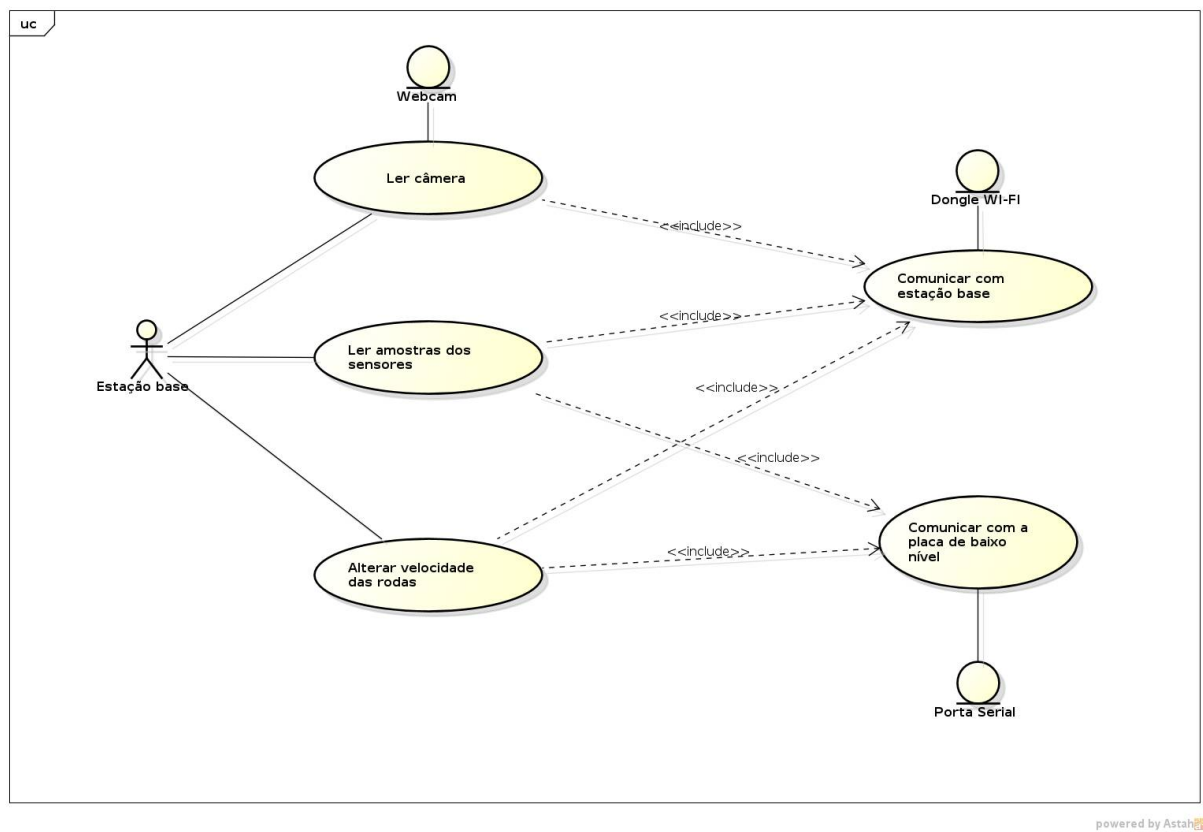 uc
Webcam
Ler câmera
Dongle WI-FI
<<include>>
Comunicar com
estação base
<<include>>
Ler amostras dos
sensores
Estação base
<<include>>
<<include>>
Comunicar com a
placa de baixo
nível
<<include>>
Alterar velocidade
das rodas
Porta Serial
powered by Astah